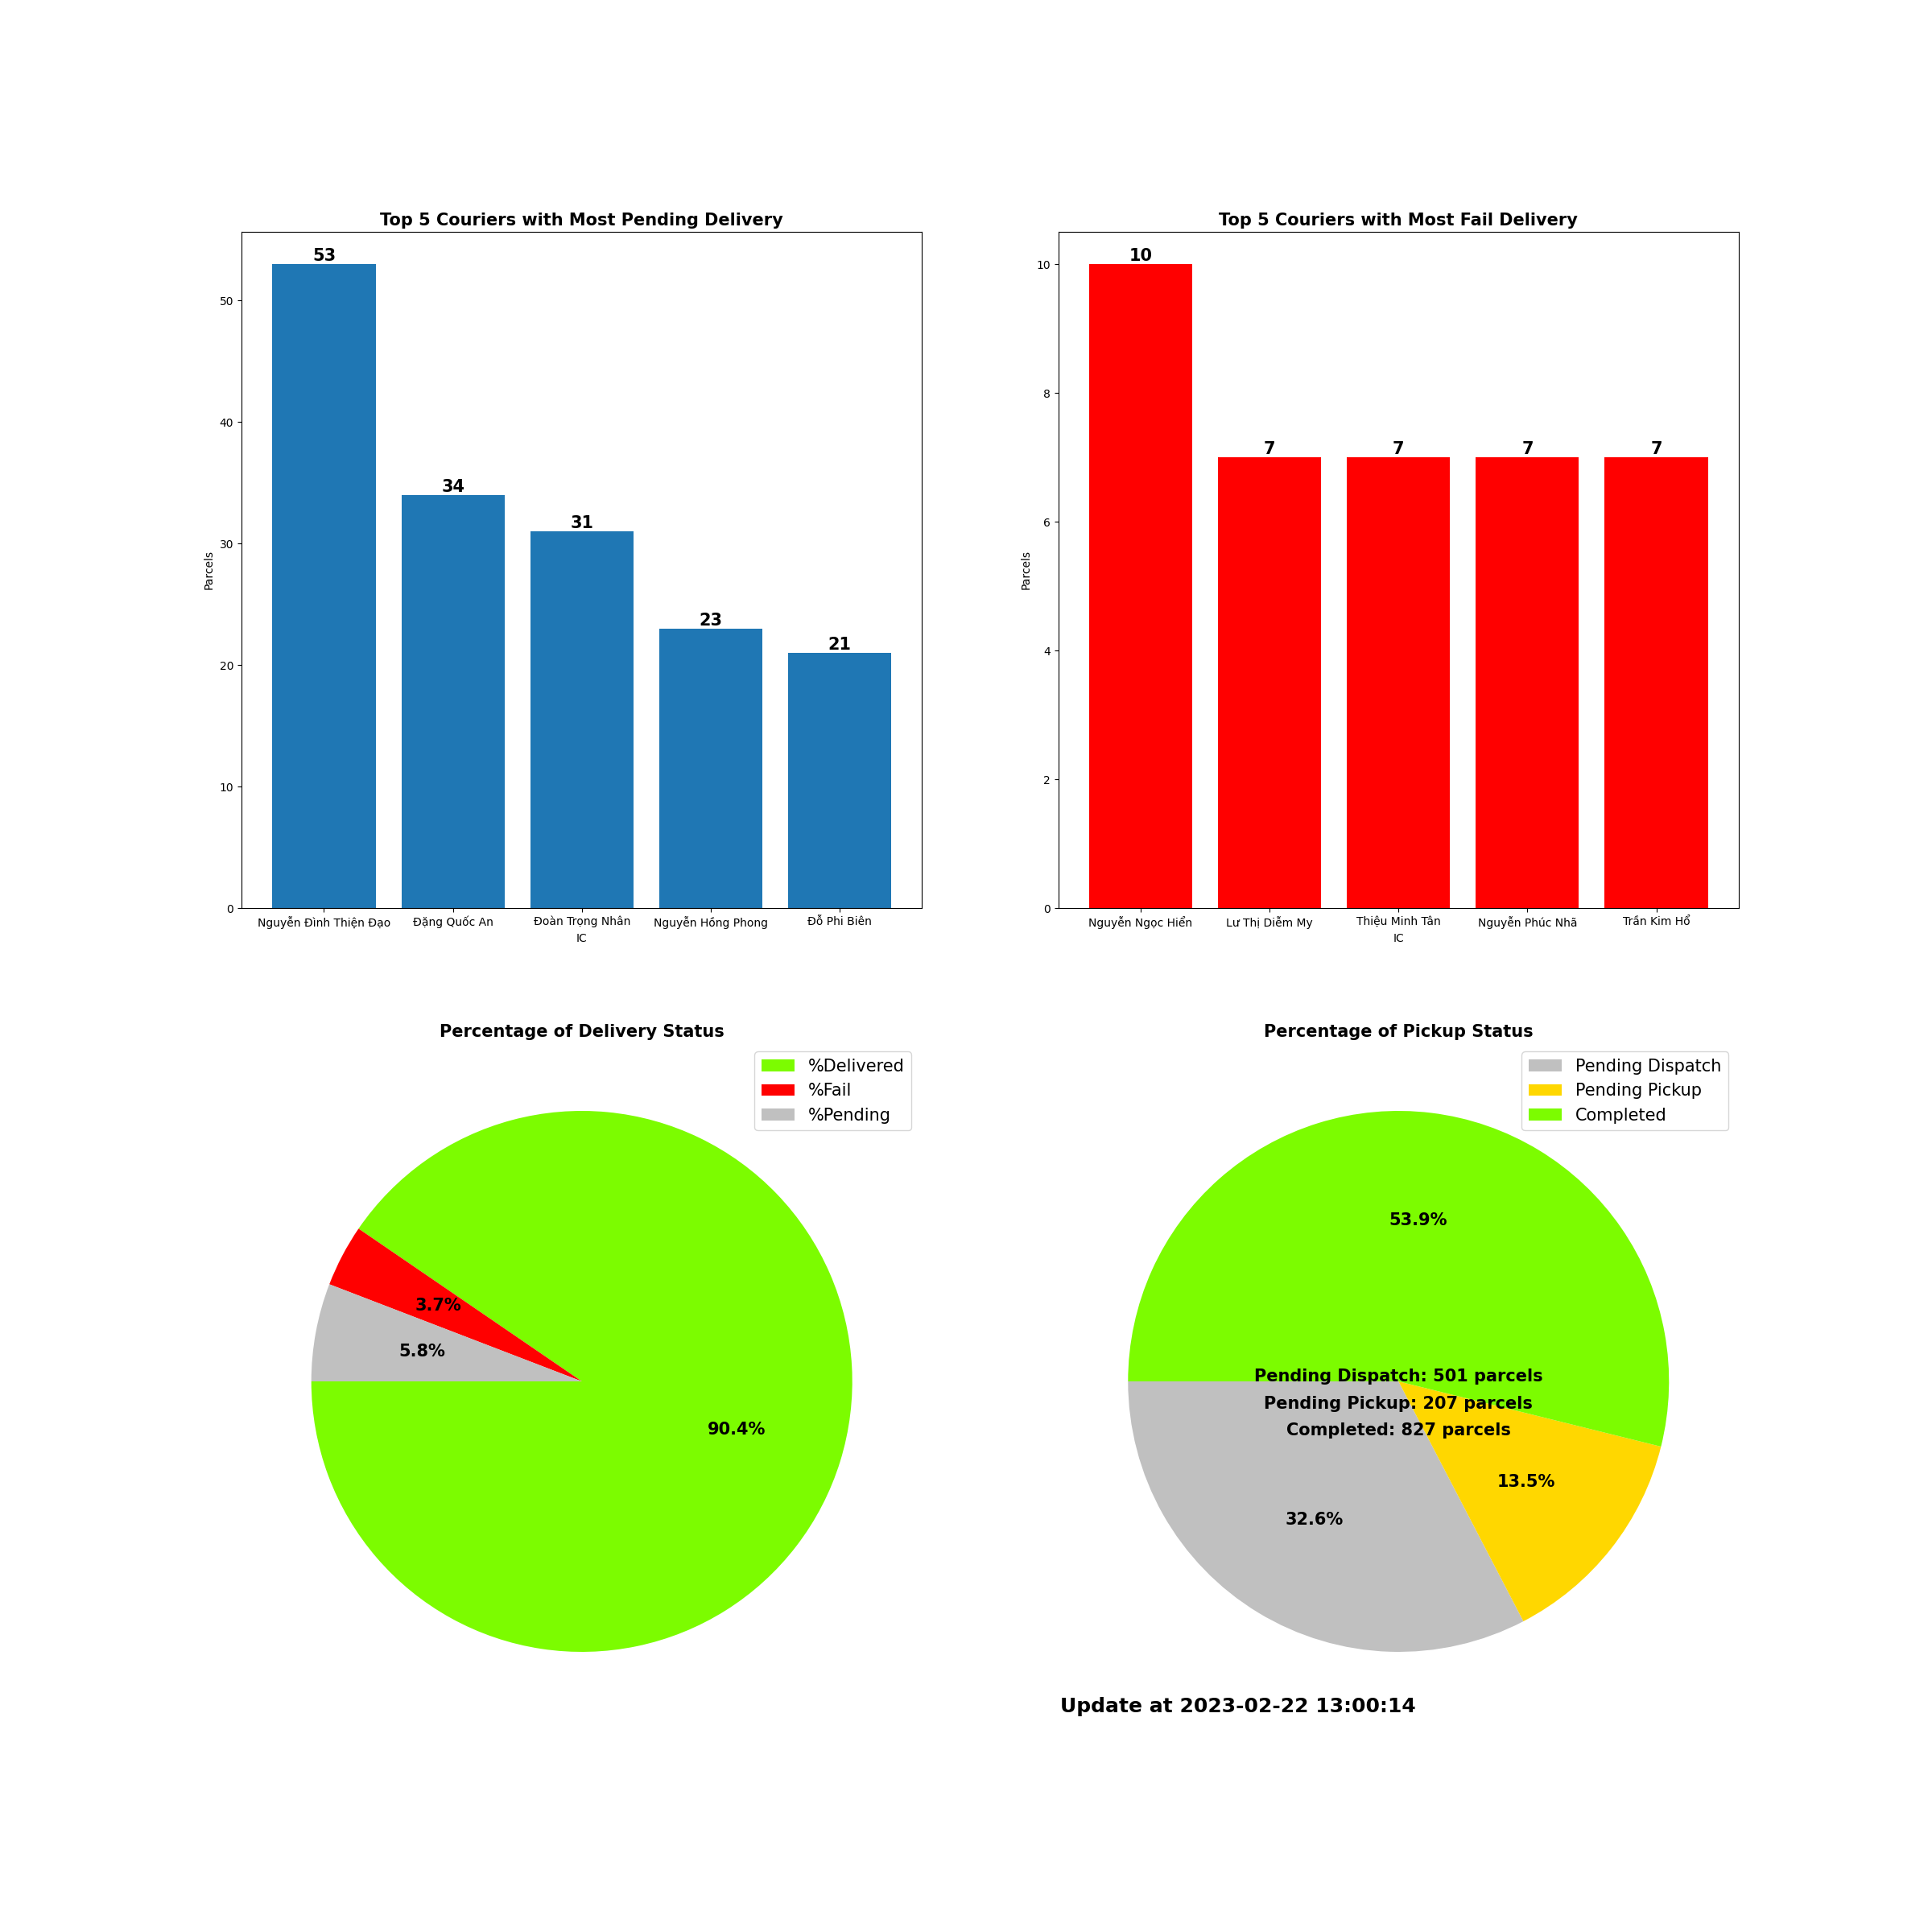 Top 5 Couriers with Most Pending Delivery
53
34
31
23
21
50
40
30
20
10
0
Parcels
Nguyễn Đình Thiện Đạo
Đặng Quốc An
Đoàn Trọng Nhân
Nguyễn Hồng Phong
Đỗ Phi Biên
IC
Top 5 Couriers with Most Fail Delivery
10
7
7
7
7
10
8
6
4
2
0
Parcels
Nguyễn Ngọc Hiển
Lư Thị Diễm My
Thiệu Minh Tân
Nguyễn Phúc Nhã
Trần Kim Hổ
IC
Percentage of Delivery Status
%Delivered
%Fail
%Pending
3.7%
5.8%
90.4%
Percentage of Pickup Status
Pending Dispatch
Pending Pickup
Completed
53.9%
Pending Dispatch: 501 parcels
Pending Pickup: 207 parcels
Completed: 827 parcels
13.5%
32.6%
Update at 2023-02-22 13:00:14